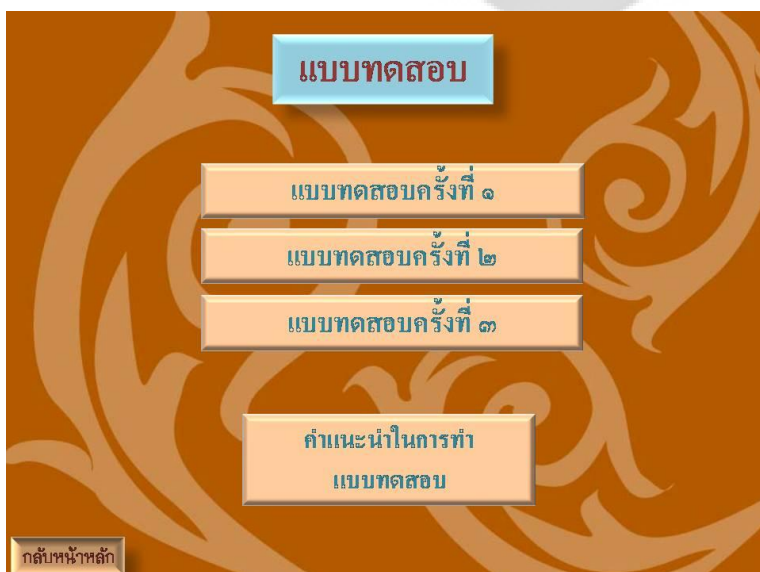 แบบทดสอบ
แบบทดสอบครั้งที่ ๑
แบบทดสอบครั้งที่ ๒
แบบทดสอบครั้งที่ ๓
คำแนะนำในการทำ
แบบทดสอบ
กลับหน้าหลัก